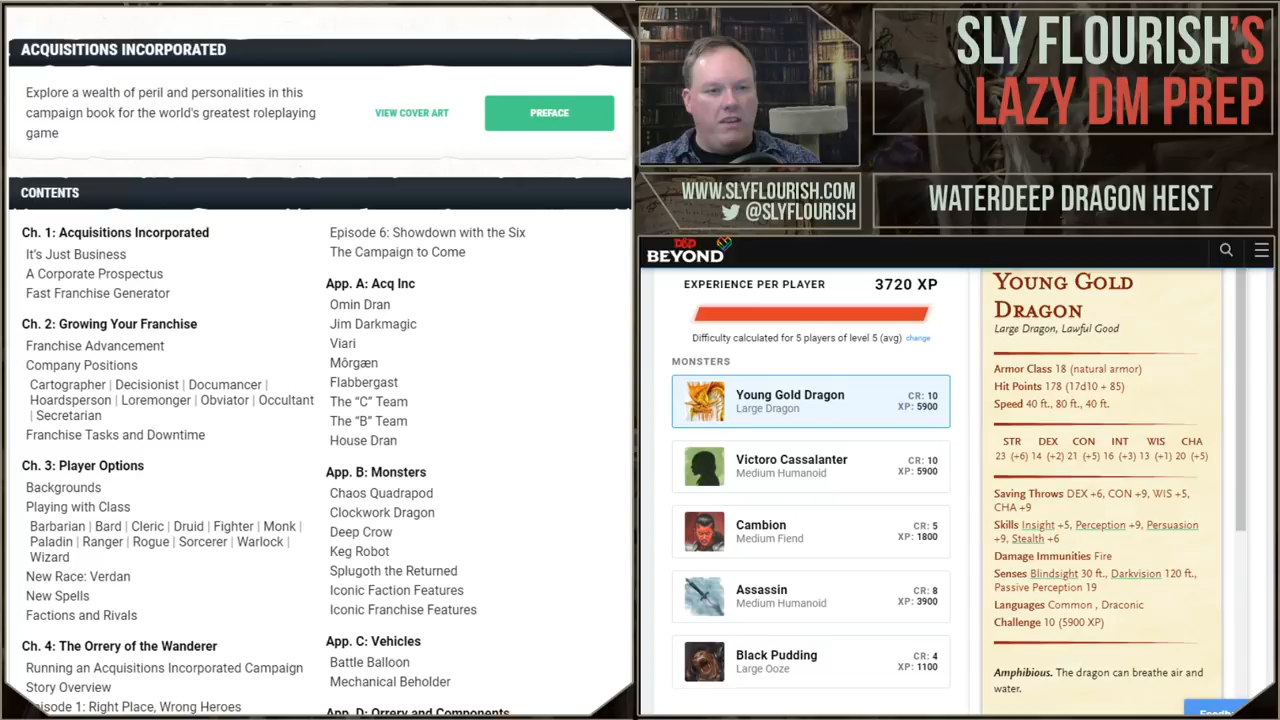 ACQUISITIONS INCORPORATED
Explore a wealth of peril and personalities in this
campaign book for the world's greatest roleplaying
game
VIEW COVER ART
PREFACE
CONTENTS
Ch. 1: Acquisitions Incorporated
It's Just Business
A Corporate Prospectus
Fast Franchise Generator
Ch. 2: Growing Your Franchise
Franchise Advancement
Company Positions
Cartographer | Decisionist | Documancer |
Hoardsperson | Loremonger | Obviator | Occultant
| Secretarian
Franchise Tasks and Downtime
Ch. 3: Player Options
Backgrounds
Playing with Class
Barbarian | Bard | Cleric | Druid | Fighter | Monk |
Paladin | Ranger | Rogue | Sorcerer | Warlock |
Wizard
New Race: Verdan
New Spells
Factions and Rivals
Ch. 4: The Orrery of the Wanderer
Running an Acquisitions Incorporated Campaign
Story Overview
Episode 1: Right Place, Wrong Heroes
Episode 6: Showdown with the Six
The Campaign to Come
App. A: Acq Inc
Omin Dran
Jim Darkmagic
Viari
Môrgæn
Flabbergast
The "C" Team
The "B" Team
House Dran
App. B: Monsters
Chaos Quadrapod
Clockwork Dragon
Deep Crow
Keg Robot
Splugoth the Returned
Iconic Faction Features
Iconic Franchise Features
App. C: Vehicles
Battle Balloon
Mechanical Beholder
App. D: Orrery and Components
SLY FLOURISH'S
LAZY DM PREP
WWW.SLYFLOURISH.COM
@SLYFLOURISH
WATERDEEP DRAGON HEIST
D&D
BEYOND
EXPERIENCE PER PLAYER 3720 XP
Difficulty calculated for 5 players of level 5 (avg) change
MONSTERS
Young Gold Dragon CR: 10
Large Dragon XP: 5900
Victoro Cassalanter CR: 10
Medium Humanoid XP: 5900
Cambion CR: 5
Medium Fiend XP: 1800
Assassin CR: 8
Medium Humanoid XP: 3900
Black Pudding CR: 4
Large Ooze XP: 1100
YOUNG GOLD
DRAGON
Large Dragon, Lawful Good
Armor Class 18 (natural armor)
Hit Points 178 (17d10 + 85)
Speed 40 ft., 80 ft., 40 ft.
STR DEX CON INT WIS CHA
23 (+6) 14 (+2) 21 (+5) 16 (+3) 13 (+1) 20 (+5)
Saving Throws DEX +6, CON +9, WIS +5,
CHA +9
Skills Insight +5, Perception +9, Persuasion
+9, Stealth +6
Damage Immunities Fire
Senses Blindsight 30 ft., Darkvision 120 ft.,
Passive Perception 19
Languages Common , Draconic
Challenge 10 (5900 XP)
Amphibious. The dragon can breathe air and
water.